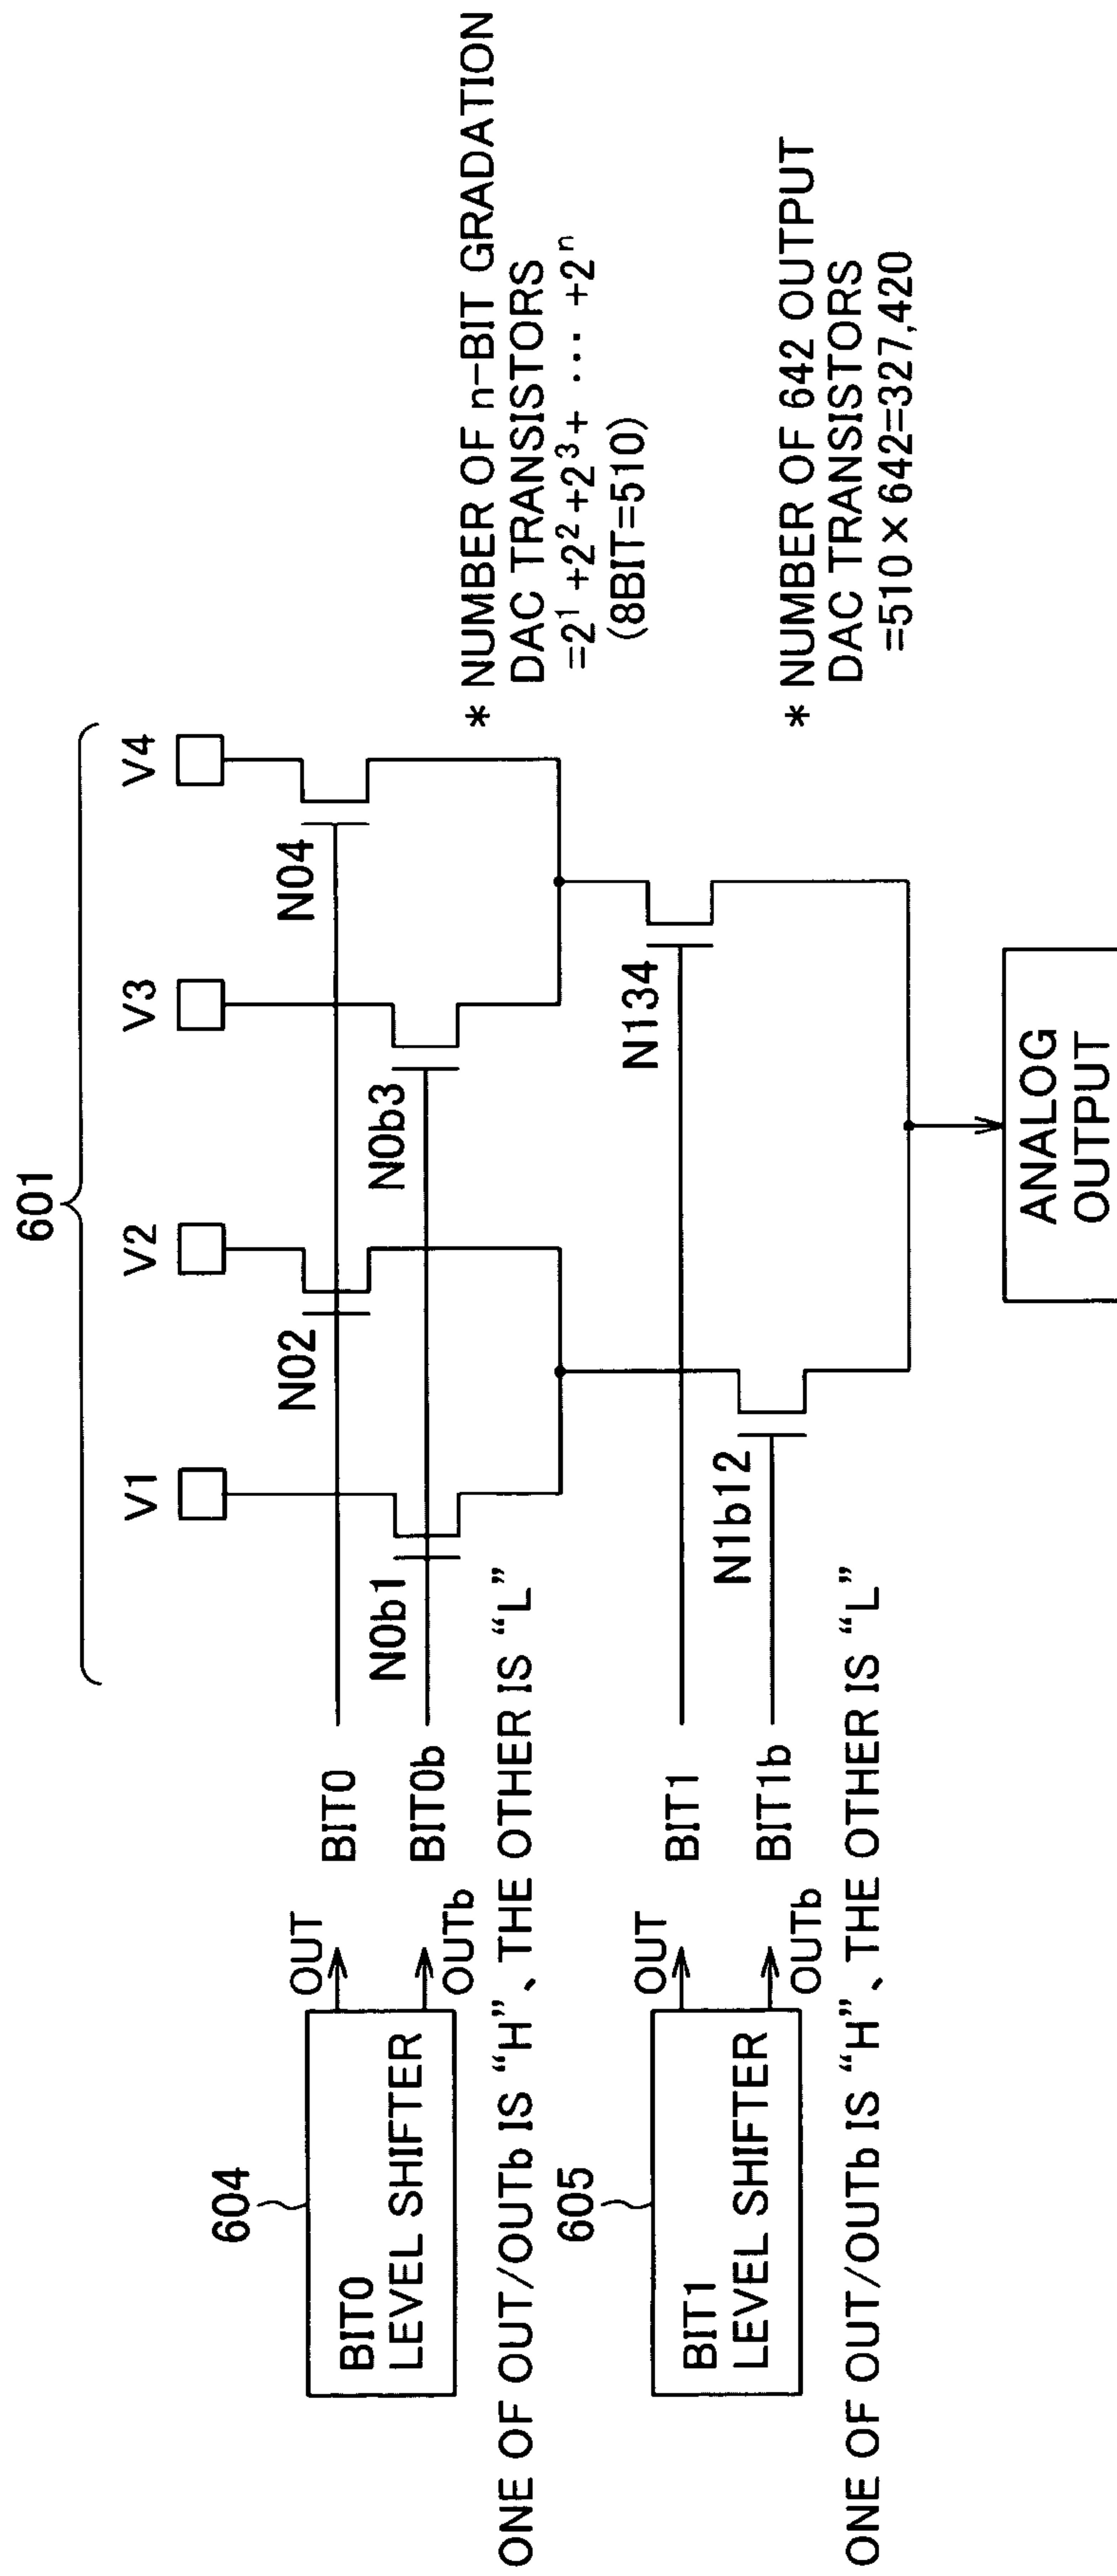 601
V1
V2
V3
V4
604
BIT0
LEVEL SHIFTER
OUT
OUTb
BIT0
BIT0b
N0b1
N02
N0b3
N04
ONE OF OUT/OUTb IS “H”、THE OTHER IS “L”
605
BIT1
LEVEL SHIFTER
OUT
OUTb
BIT1
BIT1b
N1b12
N134
ONE OF OUT/OUTb IS “H”、THE OTHER IS “L”
ANALOG
OUTPUT
* NUMBER OF n-BIT GRADATION
DAC TRANSISTORS
=2¹ +2² +2³ + ··· +2ⁿ
(8BIT=510)
* NUMBER OF 642 OUTPUT
DAC TRANSISTORS
=510×642=327,420